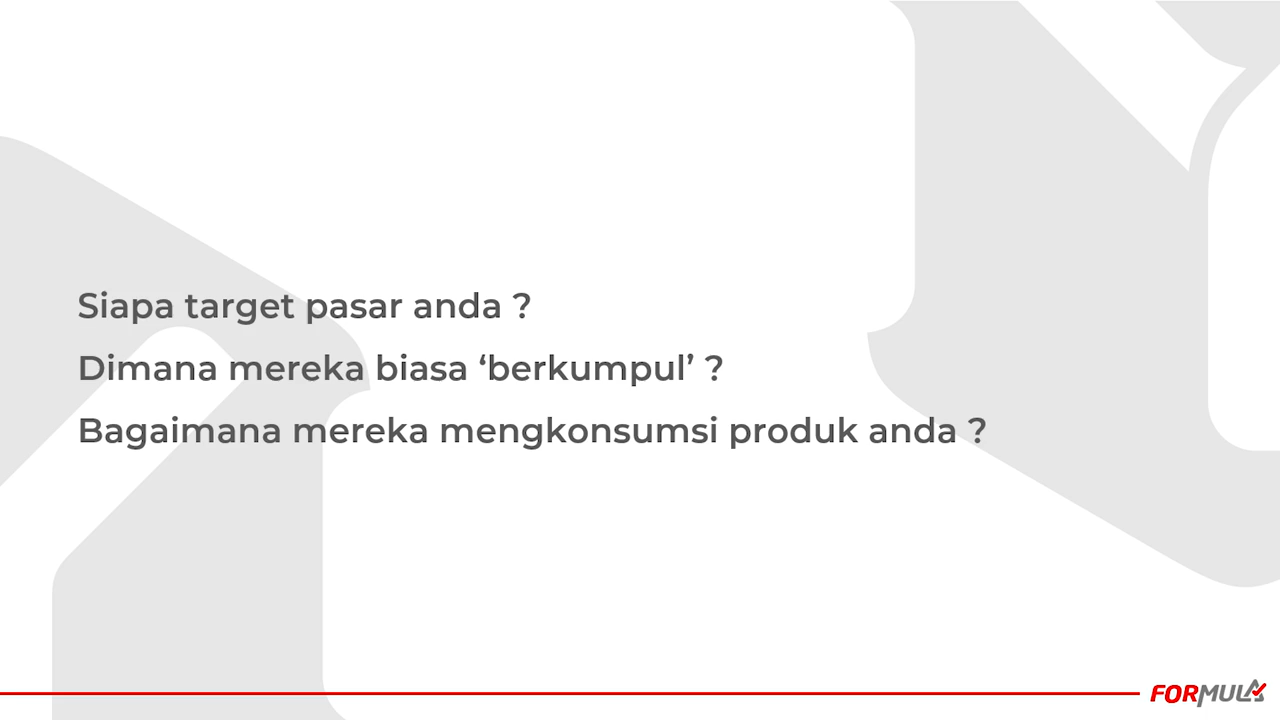 Siapa target pasar anda ?
Dimana mereka biasa ‘berkumpul’ ?
Bagaimana mereka mengkonsumsi produk anda ?
FORMULA